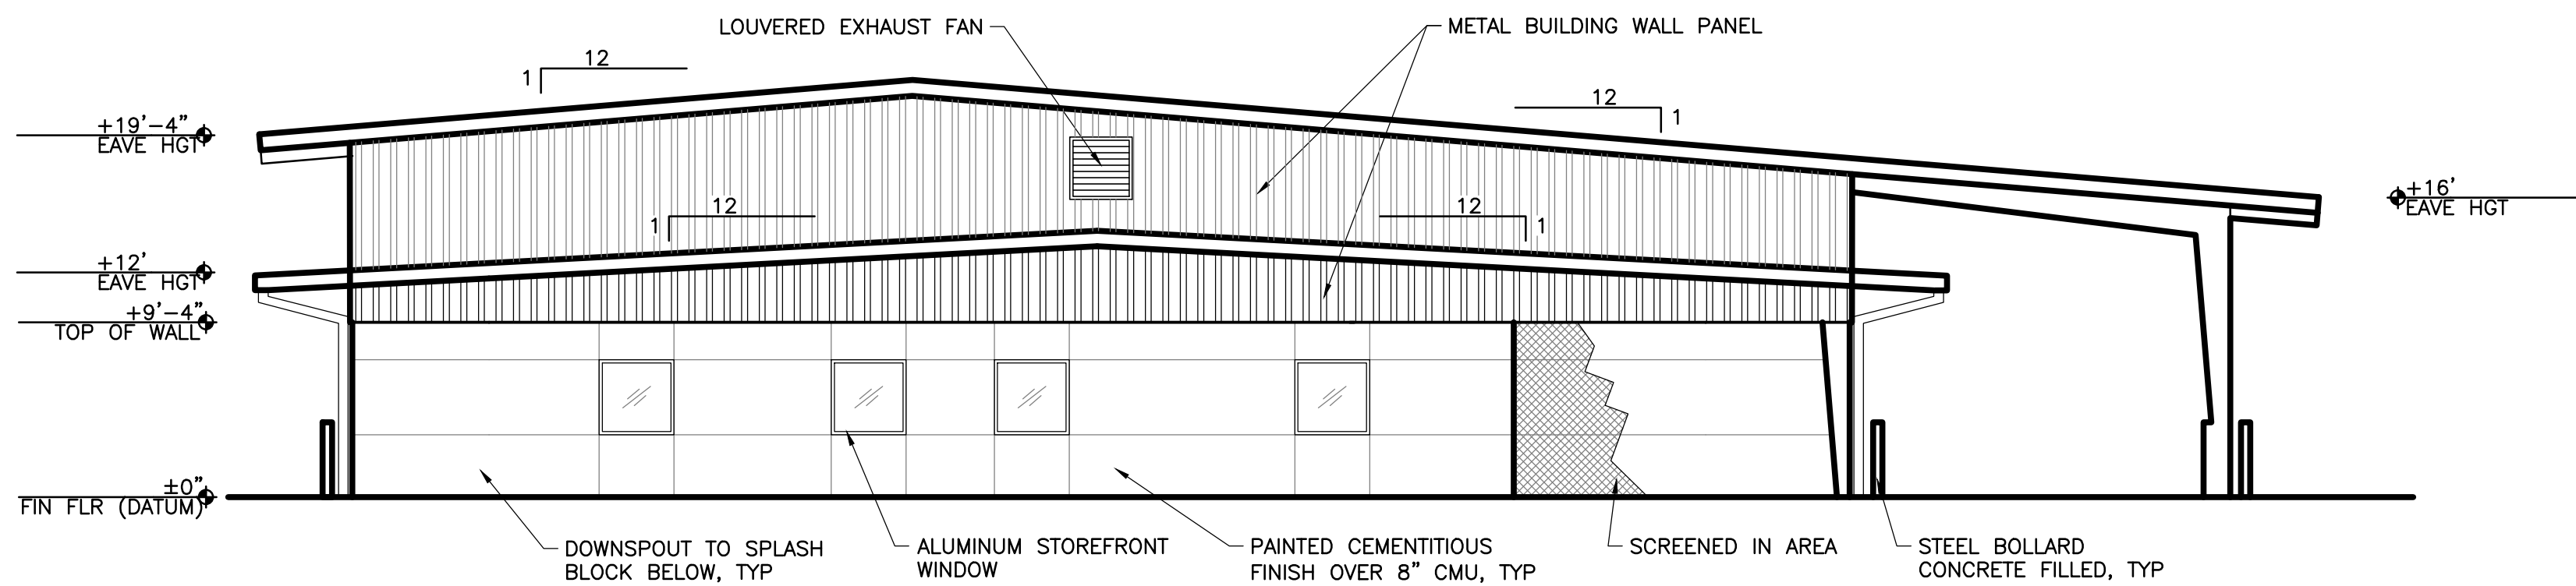 LOUVERED EXHAUST FAN
METAL BUILDING WALL PANEL
12
1
12
1
+19'-4"
EAVE HGT
+16'
EAVE HGT
12
1
12
1
+12'
EAVE HGT
+9'-4"
TOP OF WALL
±0"
FIN FLR (DATUM)
DOWNSPOUT TO SPLASH
BLOCK BELOW, TYP
ALUMINUM STOREFRONT
WINDOW
PAINTED CEMENTITIOUS
FINISH OVER 8" CMU, TYP
SCREENED IN AREA
STEEL BOLLARD
CONCRETE FILLED, TYP